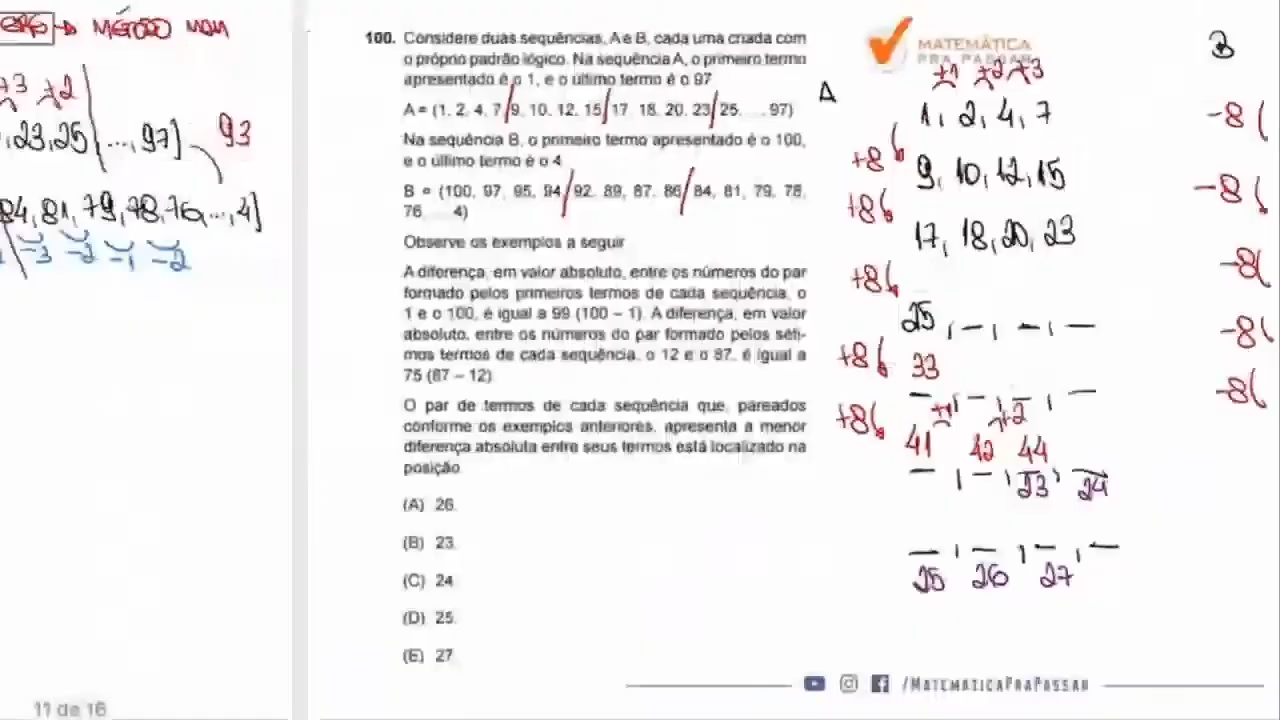 MÉTODO MMM
+3 +2
, 23, 25, (..., 97] 93
84, 81, 79, 78, 76, ..., 4]
-3 -2 -1 -2
11 de 16
100. Considere duas sequências, A e B, cada uma criada com
o próprio padrão lógico. Na sequência A, o primeiro termo
apresentado é o 1, e o último termo é o 97
A = (1, 2, 4, 7, 9, 10, 12, 15, 17, 18, 20, 23, 25, ... 97)
Na sequência B, o primeiro termo apresentado é o 100,
e o último termo é o 4
B = (100, 97, 95, 94, 92, 89, 87, 86, 84, 81, 79, 78,
76, ... 4)
Observe os exemplos a seguir
A diferença, em valor absoluto, entre os números do par
formado pelos primeiros termos de cada sequência, o
1 e o 100, é igual a 99 (100 – 1). A diferença, em valor
absoluto, entre os números do par formado pelos séti-
mos termos de cada sequência, o 12 e o 87, é igual a
75 (87 – 12)
O par de termos de cada sequência que, pareados
conforme os exemplos anteriores, apresenta a menor
diferença absoluta entre seus termos está localizado na
posição
(A) 26.
(B) 23.
(C) 24.
(D) 25.
(E) 27.
MATEMÁTICA
PRA PASSAR
B
+1 +2 +3
A
1, 2, 4, 7
-8
+8
9, 10, 12, 15
-8
+8
17, 18, 20, 23
-8
+8
25,
-8
+8
33
-8
+8
+1 +2
41 42 44
23 24
25 26 27
/MatematicaPraPassar